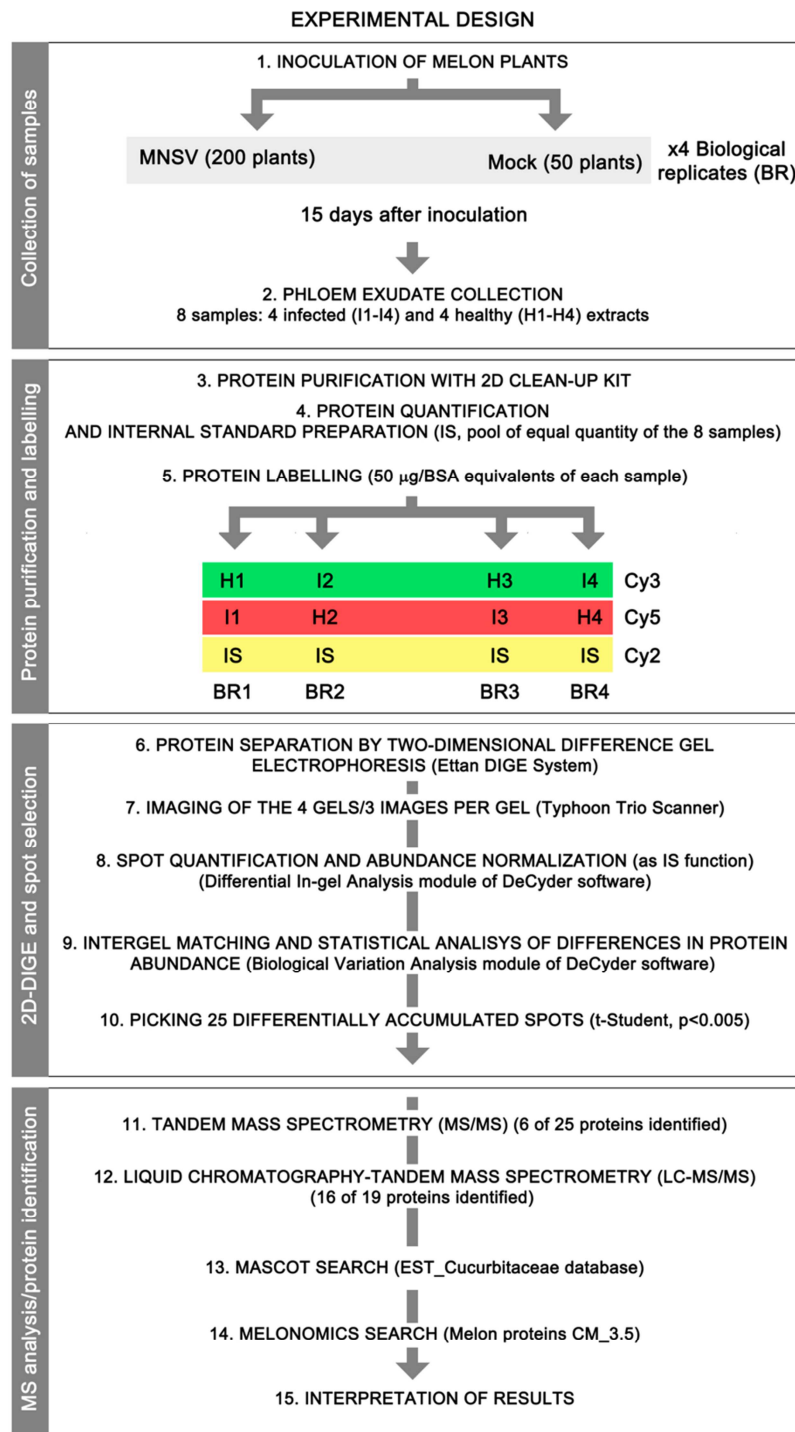 EXPERIMENTAL DESIGN
Collection of samples
1. INOCULATION OF MELON PLANTS
MNSV (200 plants)
Mock (50 plants)
x4 Biological
replicates (BR)
15 days after inoculation
2. PHLOEM EXUDATE COLLECTION
8 samples: 4 infected (I1-I4) and 4 healthy (H1-H4) extracts
Protein purification and labelling
3. PROTEIN PURIFICATION WITH 2D CLEAN-UP KIT
4. PROTEIN QUANTIFICATION
AND INTERNAL STANDARD PREPARATION (IS, pool of equal quantity of the 8 samples)
5. PROTEIN LABELLING (50 µg/BSA equivalents of each sample)
H1 I2 H3 I4 Cy3
I1 H2 I3 H4 Cy5
IS IS IS IS Cy2
BR1 BR2 BR3 BR4
2D-DIGE and spot selection
6. PROTEIN SEPARATION BY TWO-DIMENSIONAL DIFFERENCE GEL
ELECTROPHORESIS (Ettan DIGE System)
7. IMAGING OF THE 4 GELS/3 IMAGES PER GEL (Typhoon Trio Scanner)
8. SPOT QUANTIFICATION AND ABUNDANCE NORMALIZATION (as IS function)
(Differential In-gel Analysis module of DeCyder software)
9. INTERGEL MATCHING AND STATISTICAL ANALISYS OF DIFFERENCES IN PROTEIN
ABUNDANCE (Biological Variation Analysis module of DeCyder software)
10. PICKING 25 DIFFERENTIALLY ACCUMULATED SPOTS (t-Student, p<0.005)
MS analysis/protein identification
11. TANDEM MASS SPECTROMETRY (MS/MS) (6 of 25 proteins identified)
12. LIQUID CHROMATOGRAPHY-TANDEM MASS SPECTROMETRY (LC-MS/MS)
(16 of 19 proteins identified)
13. MASCOT SEARCH (EST_Cucurbitaceae database)
14. MELONOMICS SEARCH (Melon proteins CM_3.5)
15. INTERPRETATION OF RESULTS